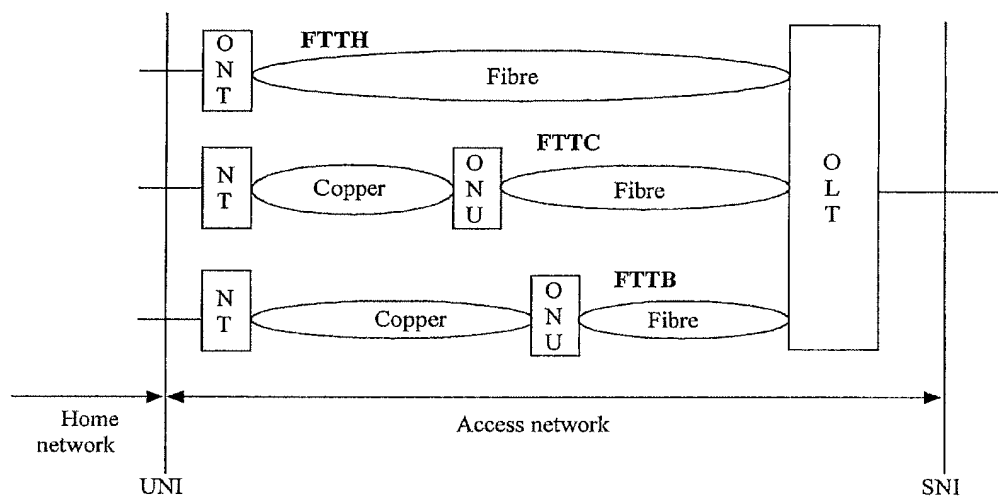 FTTH
O
N
T
Fibre
FTTC
N
T
Copper
O
N
U
Fibre
O
L
T
FTTB
N
T
Copper
O
N
U
Fibre
Home
network
Access network
UNI
SNI